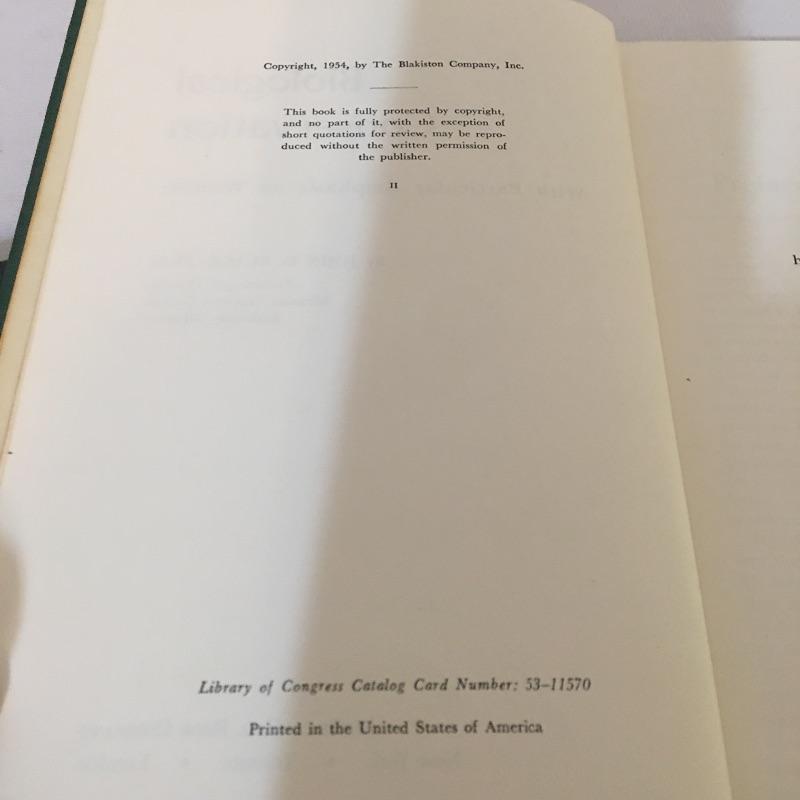 Copyright, 1954, by The Blakiston Company, Inc.
This book is fully protected by copyright,
and no part of it, with the exception of
short quotations for review, may be repro-
duced without the written permission of
the publisher.
II
Library of Congress Catalog Card Number: 53–11570
Printed in the United States of America